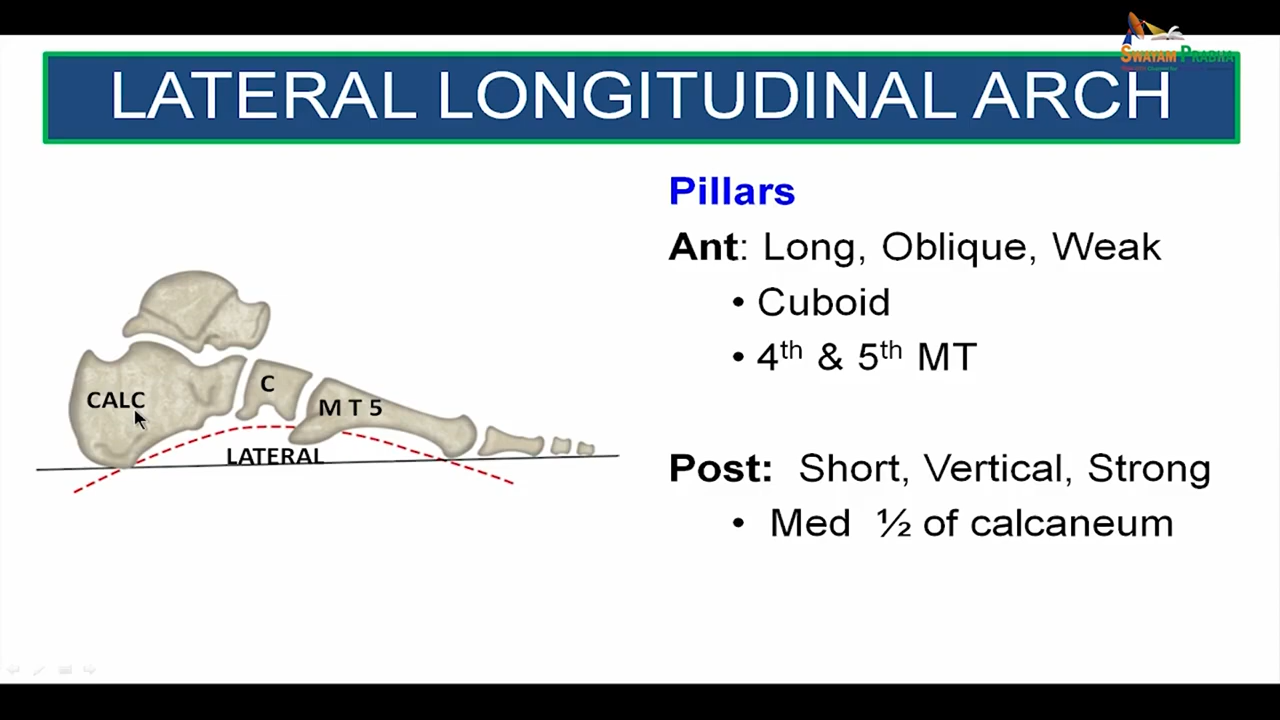 SWAYAM PRABHA
LATERAL LONGITUDINAL ARCH
Pillars
Ant: Long, Oblique, Weak
• Cuboid
• 4th & 5th MT
Post: Short, Vertical, Strong
• Med ½ of calcaneum
CALC
C
M T 5
LATERAL